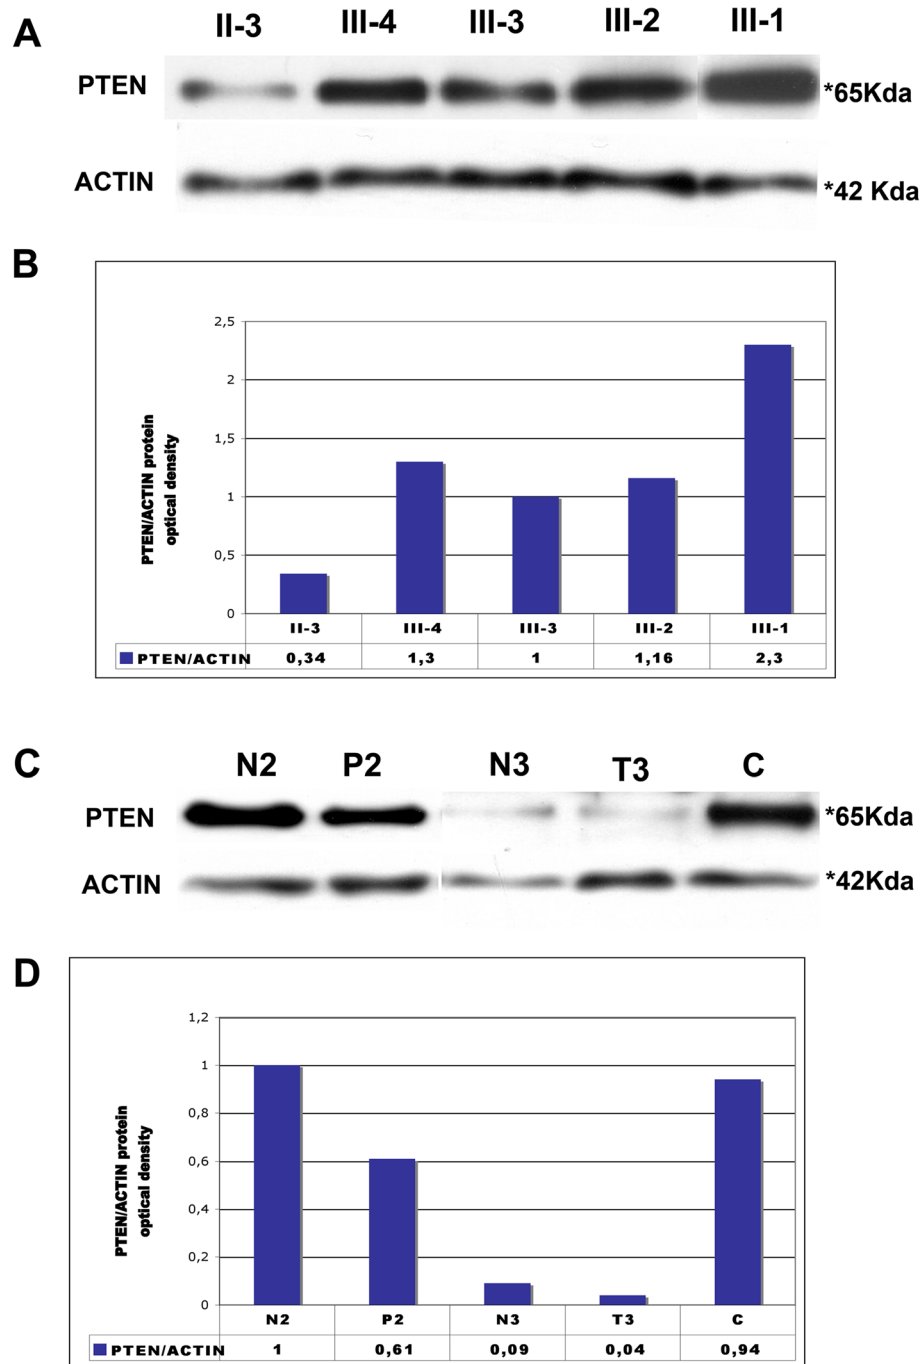 A
II-3 III-4 III-3 III-2 III-1
PTEN *65Kda
ACTIN *42 Kda
B
2,5
2
1,5
1
0,5
0
PTEN/ACTIN protein
optical density
II-3 III-4 III-3 III-2 III-1
PTEN/ACTIN 0,34 1,3 1 1,16 2,3
C
N2 P2 N3 T3 C
PTEN *65Kda
ACTIN *42Kda
D
1,2
1
0,8
0,6
0,4
0,2
0
PTEN/ACTIN protein
optical density
N2 P2 N3 T3 C
PTEN/ACTIN 1 0,61 0,09 0,04 0,94